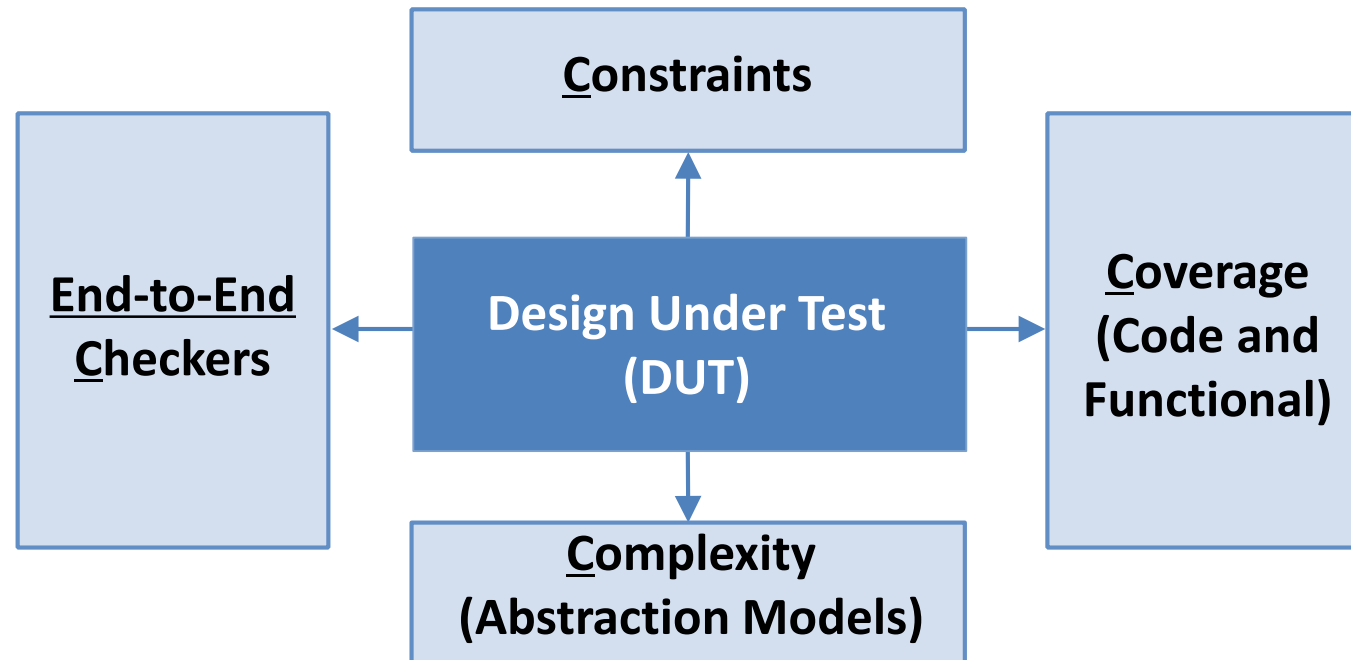 Constraints
End-to-End
Checkers
Design Under Test
(DUT)
Coverage
(Code and
Functional)
Complexity
(Abstraction Models)